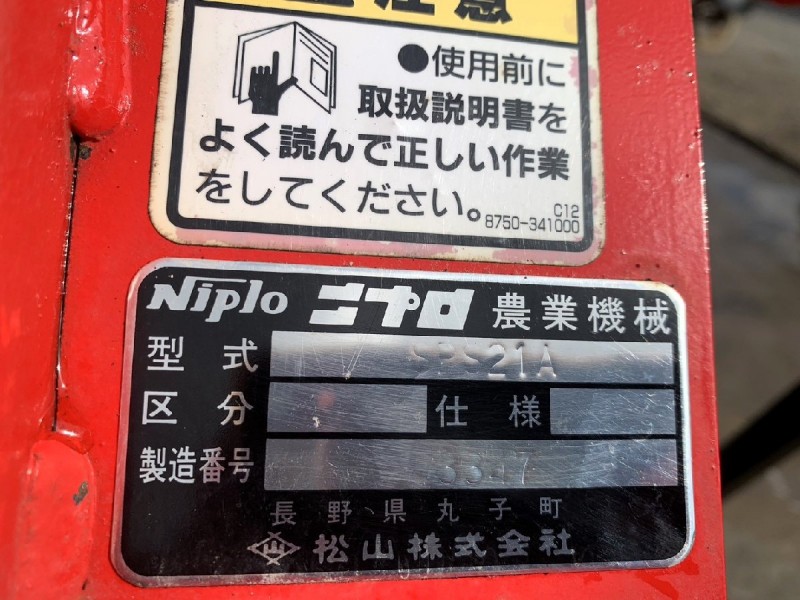 注意
●使用前に
取扱説明書を
よく読んで正しい作業
をしてください。
C12
8750-341000
Niplo ニプロ 農業機械
型式
区分 仕様
製造番号
長野県丸子町
松山株式会社